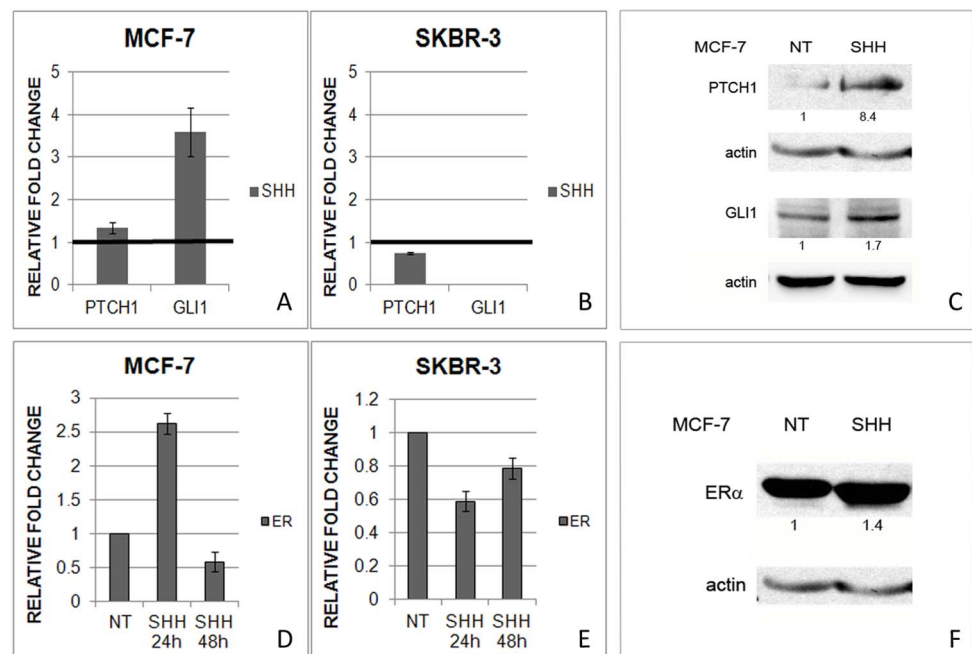 MCF-7
RELATIVE FOLD CHANGE
5
4
3
2
1
0
PTCH1 GLI1
SHH
A
SKBR-3
RELATIVE FOLD CHANGE
5
4
3
2
1
0
PTCH1 GLI1
SHH
B
MCF-7 NT SHH
PTCH1
1 8.4
actin
GLI1
1 1.7
actin
C
MCF-7
RELATIVE FOLD CHANGE
3
2.5
2
1.5
1
0.5
0
NT SHH SHH
24h 48h
ER
D
SKBR-3
RELATIVE FOLD CHANGE
1.2
1
0.8
0.6
0.4
0.2
0
NT SHH SHH
24h 48h
ER
E
MCF-7 NT SHH
ERα
1 1.4
actin
F